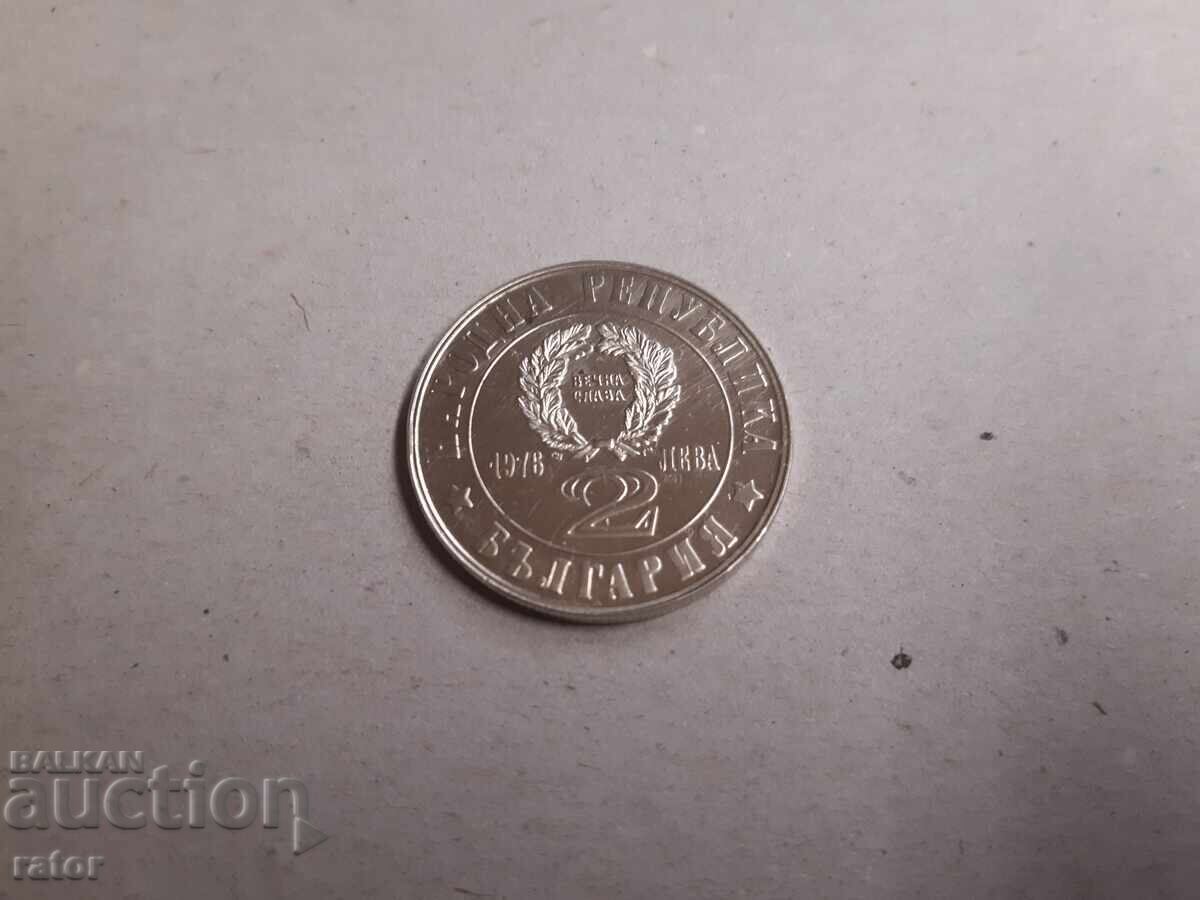 НАРОДНА РЕПУБЛИКА
ВЕЧНА
СЛАВА
1976 ЛЕВА
2
БЪЛГАРИЯ
BALKAN
auction
rator